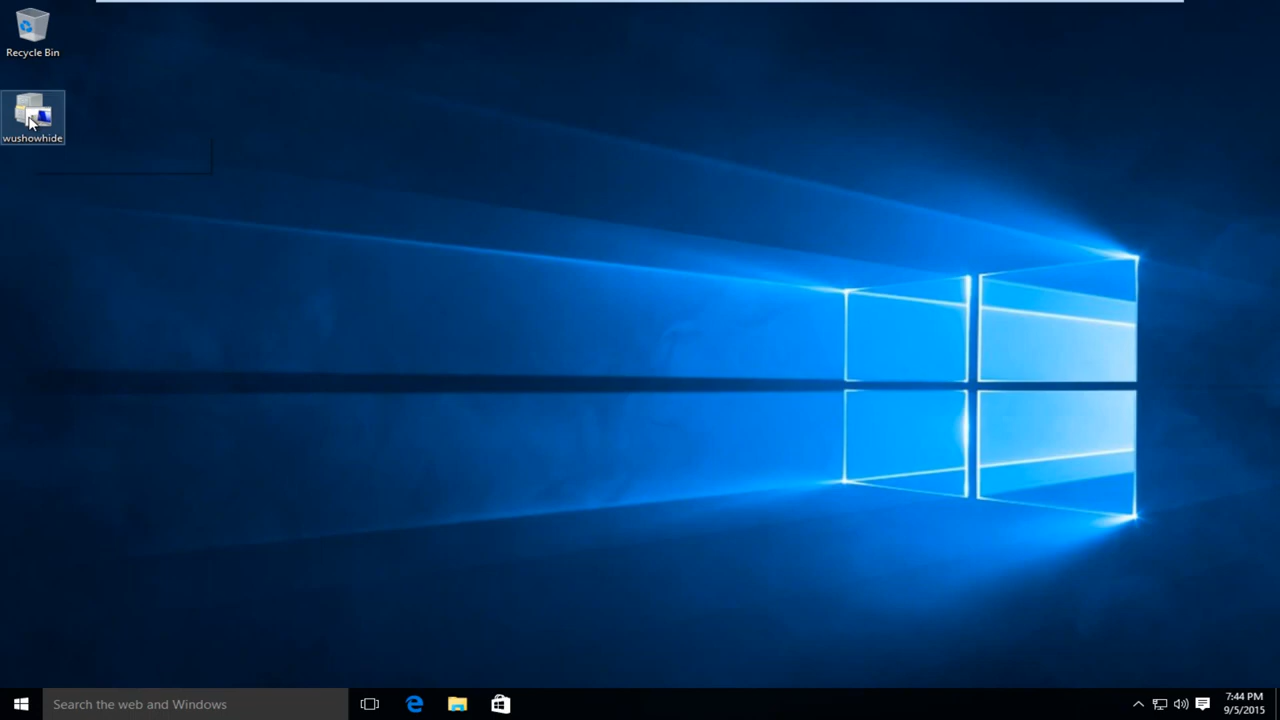 Recycle Bin
wushowhide
Search the web and Windows
7:44 PM
9/5/2015